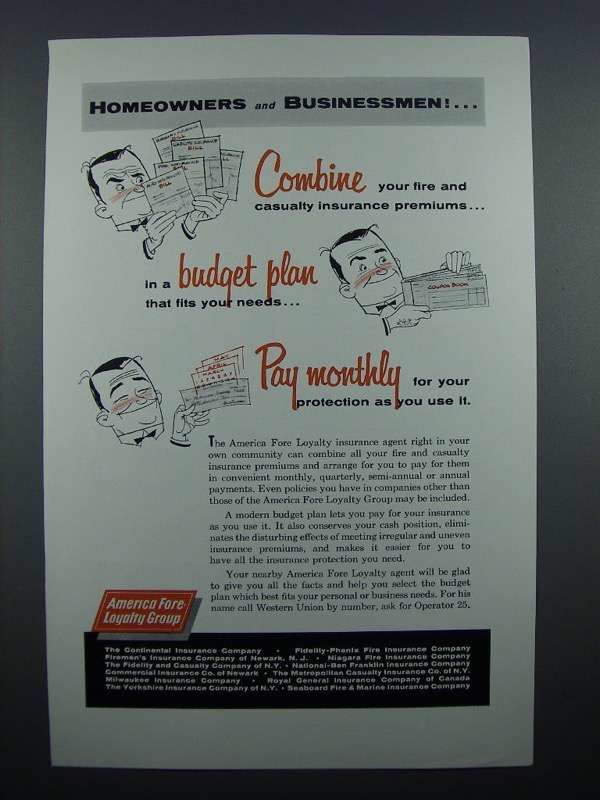 HOMEOWNERS and BUSINESSMEN!...
BILL
BILL
BILL
BILL
Combine your fire and
casualty insurance premiums...
in a budget plan
that fits your needs...
COUPON BOOK
MAY
APRIL
MARCH
Pay monthly for your
protection as you use it.
The America Fore Loyalty insurance agent right in your
own community can combine all your fire and casualty
insurance premiums and arrange for you to pay for them
in convenient monthly, quarterly, semi-annual or annual
payments. Even policies you have in companies other than
those of the America Fore Loyalty Group may be included.
A modern budget plan lets you pay for your insurance
as you use it. It also conserves your cash position, elimi-
nates the disturbing effects of meeting irregular and uneven
insurance premiums, and makes it easier for you to
have all the insurance protection you need.
Your nearby America Fore Loyalty agent will be glad
to give you all the facts and help you select the budget
plan which best fits your personal or business needs. For his
name call Western Union by number, ask for Operator 25.
America Fore
Loyalty Group
The Continental Insurance Company • Fidelity-Phenix Fire Insurance Company
Firemen's Insurance Company of Newark, N. J. • Niagara Fire Insurance Company
The Fidelity and Casualty Company of N.Y. • National-Ben Franklin Insurance Company
Commercial Insurance Co. of Newark • The Metropolitan Casualty Insurance Co. of N.Y.
Milwaukee Insurance Company • Royal General Insurance Company of Canada
The Yorkshire Insurance Company of N.Y. • Seaboard Fire & Marine Insurance Company